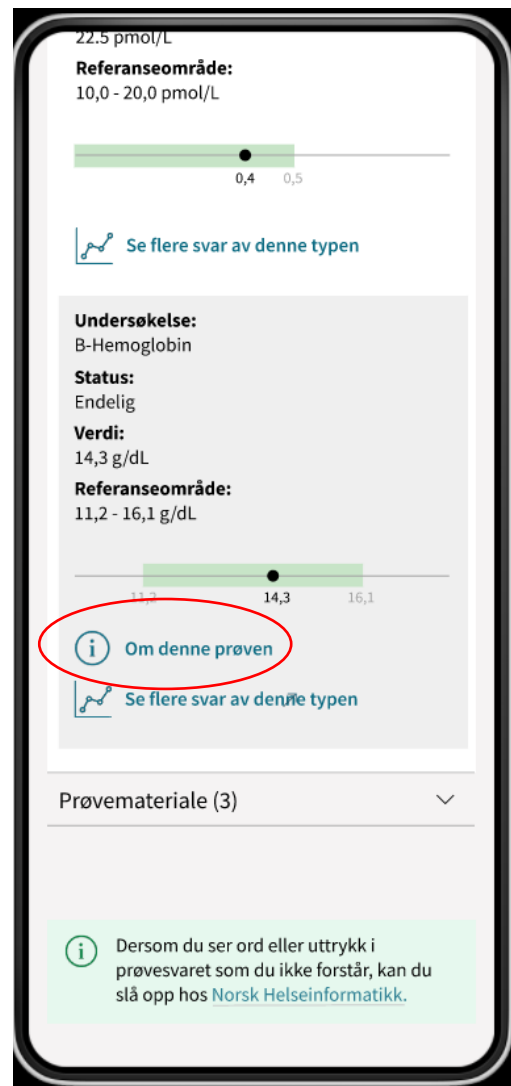 22.5 pmol/L
Referanseområde:
10,0 - 20,0 pmol/L
0,4 0,5
Se flere svar av denne typen
Undersøkelse:
B-Hemoglobin
Status:
Endelig
Verdi:
14,3 g/dL
Referanseområde:
11,2 - 16,1 g/dL
11,2 14,3 16,1
Om denne prøven
Se flere svar av denne typen
Prøvemateriale (3)
Dersom du ser ord eller uttrykk i
prøvesvaret som du ikke forstår, kan du
slå opp hos Norsk Helseinformatikk.